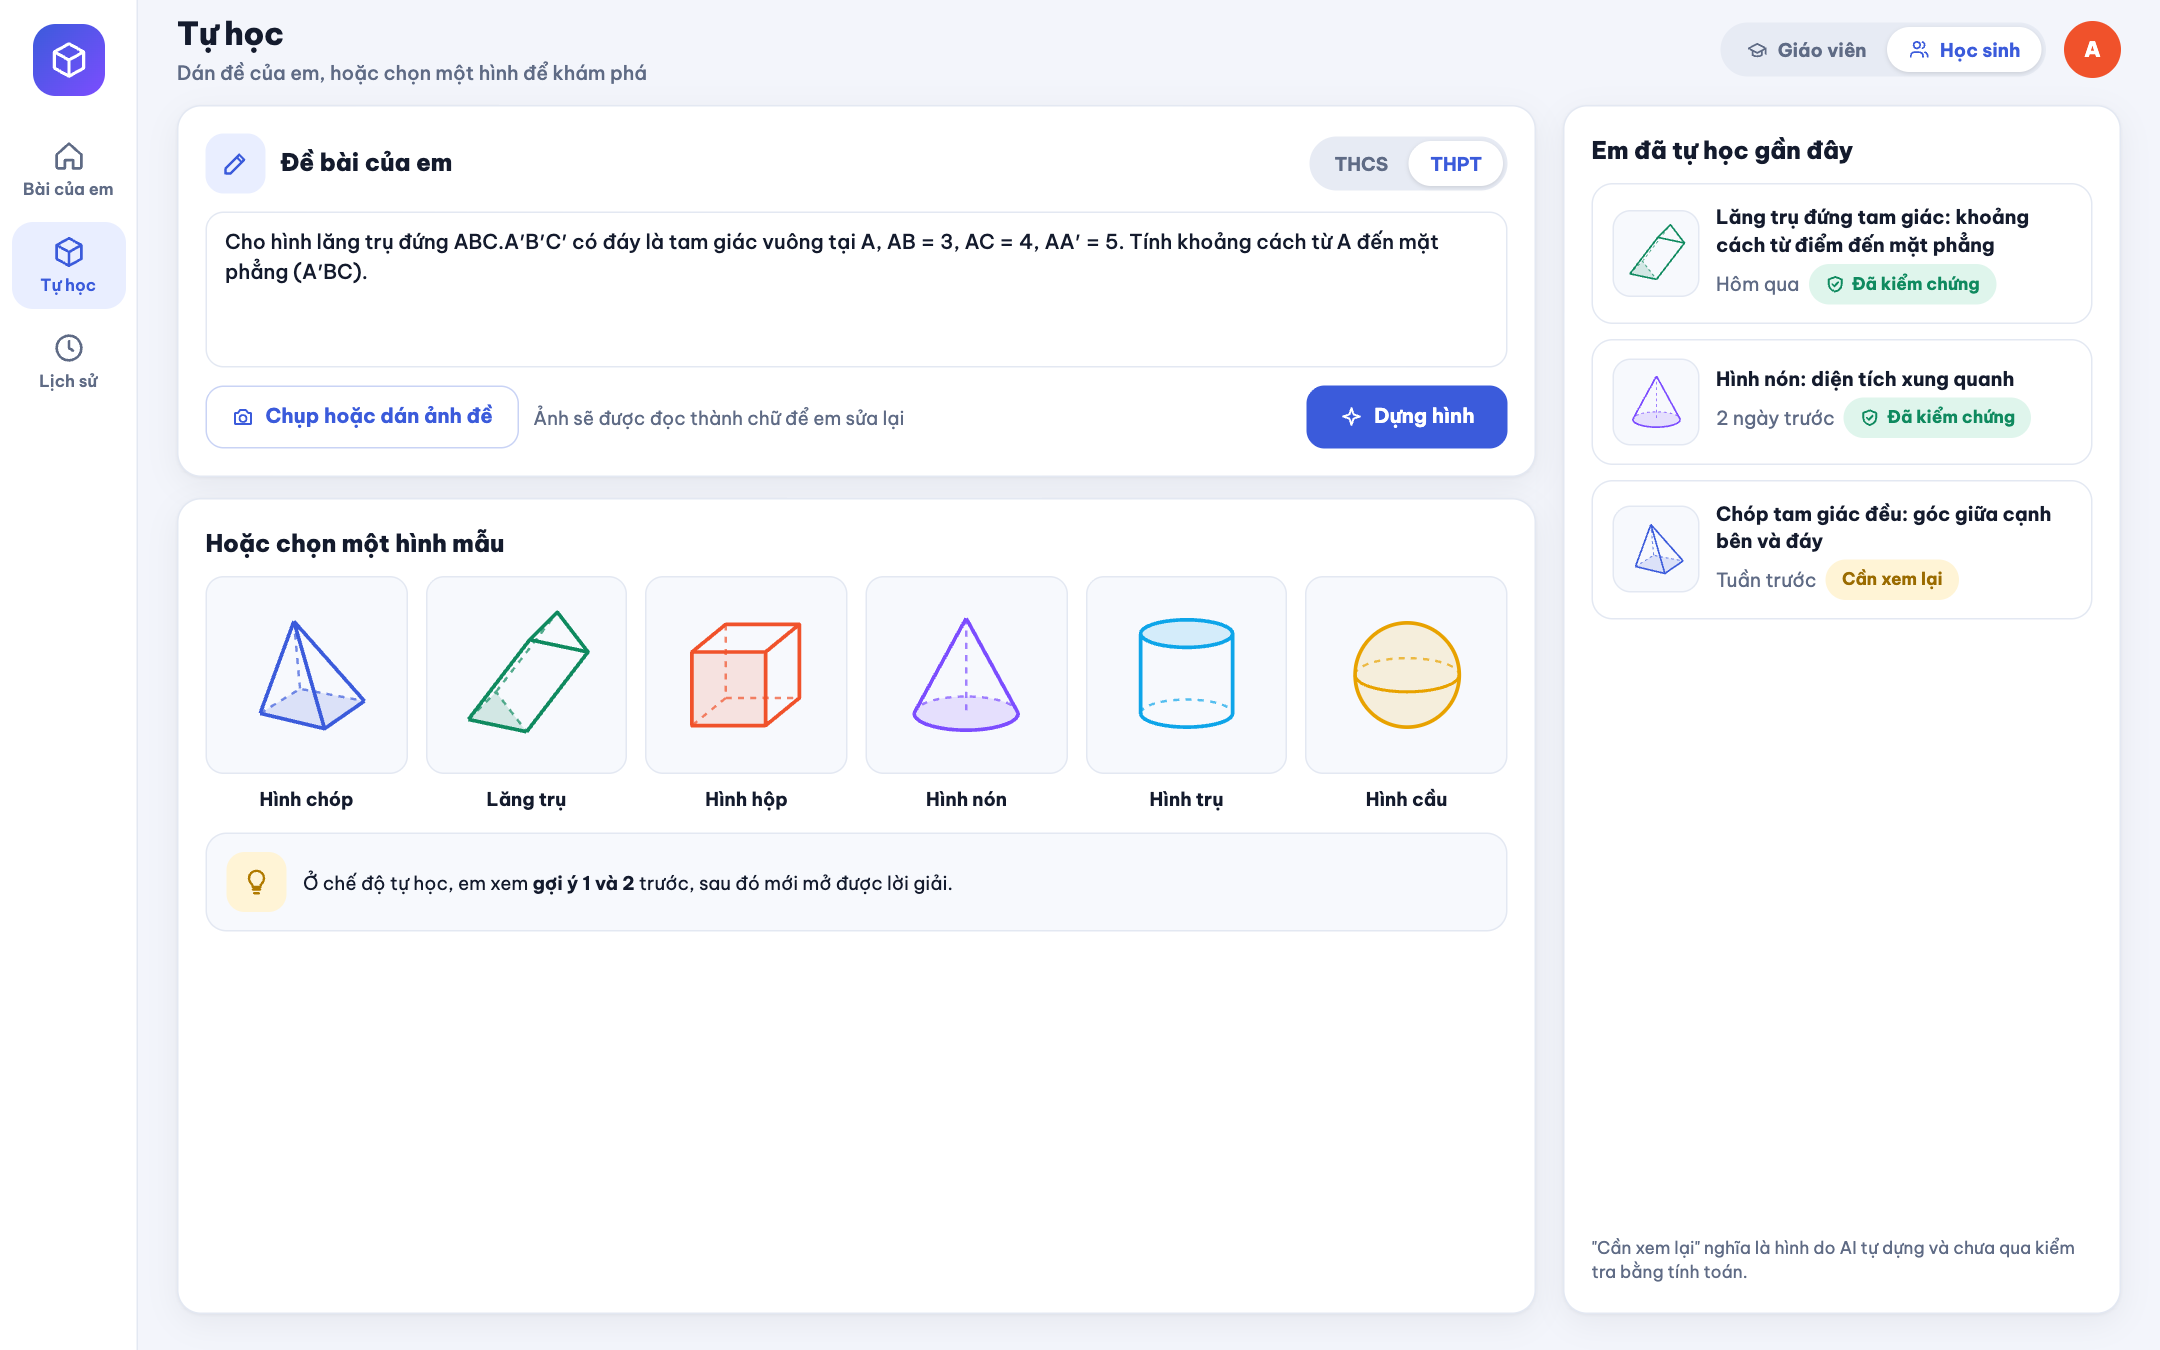 Tự học
Dán đề của em, hoặc chọn một hình để khám phá
Giáo viên
Học sinh
A
Bài của em
Tự học
Lịch sử
Đề bài của em
THCS
THPT
Cho hình lăng trụ đứng ABC.A'B'C' có đáy là tam giác vuông tại A, AB = 3, AC = 4, AA' = 5. Tính khoảng cách từ A đến mặt
phẳng (A'BC).
Chụp hoặc dán ảnh đề
Ảnh sẽ được đọc thành chữ để em sửa lại
Dựng hình
Hoặc chọn một hình mẫu
Hình chóp
Lăng trụ
Hình hộp
Hình nón
Hình trụ
Hình cầu
Ở chế độ tự học, em xem gợi ý 1 và 2 trước, sau đó mới mở được lời giải.
Em đã tự học gần đây
Lăng trụ đứng tam giác: khoảng
cách từ điểm đến mặt phẳng
Hôm qua
Đã kiểm chứng
Hình nón: diện tích xung quanh
2 ngày trước
Đã kiểm chứng
Chóp tam giác đều: góc giữa cạnh
bên và đáy
Tuần trước
Cần xem lại
"Cần xem lại" nghĩa là hình do AI tự dựng và chưa qua kiểm
tra bằng tính toán.